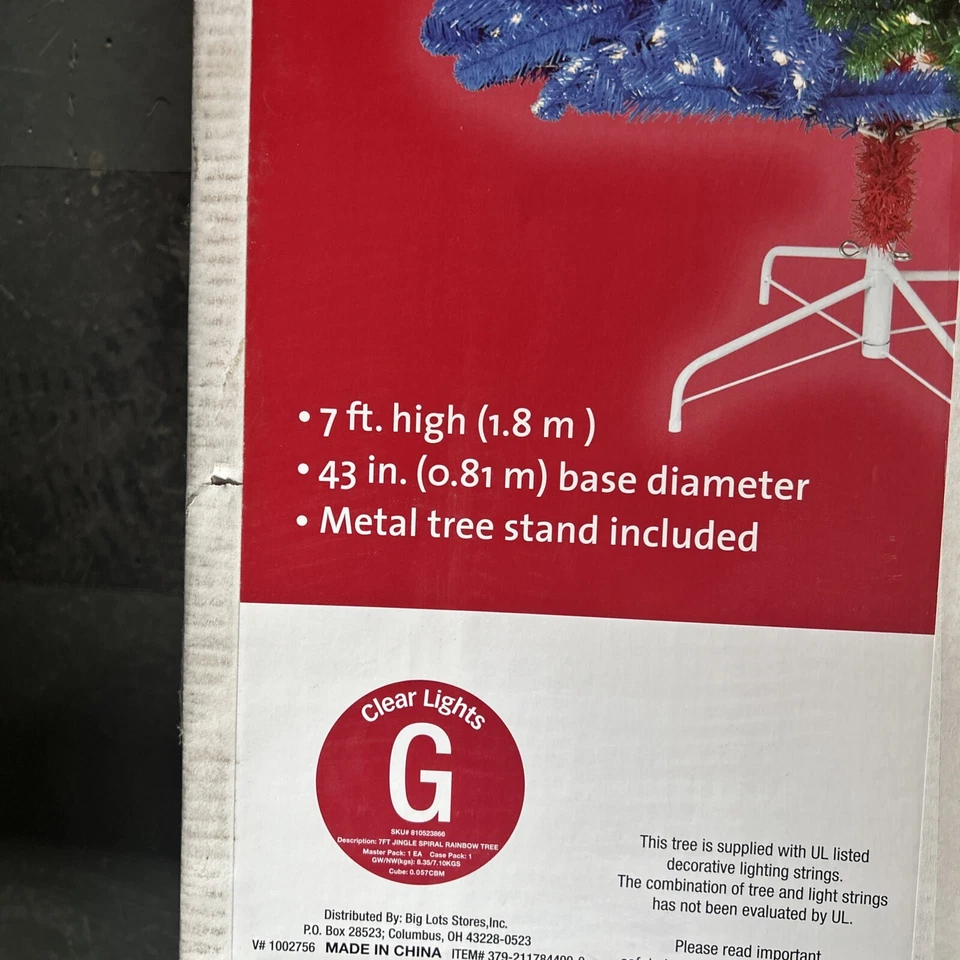 • 7 ft. high (1.8 m )
• 43 in. (0.81 m) base diameter
• Metal tree stand included
Clear Lights
G
SKU# 810523866
Description: 7FT JINGLE SPIRAL RAINBOW TREE
Master Pack: 1 EA Case Pack: 1
GW/NW(kgs): 8.35/7.10KGS
Cube: 0.057CBM
This tree is supplied with UL listed
decorative lighting strings.
The combination of tree and light strings
has not been evaluated by UL.
Distributed By: Big Lots Stores,Inc.
P.O. Box 28523; Columbus, OH 43228-0523
V# 1002756 MADE IN CHINA ITEM#
Please read important